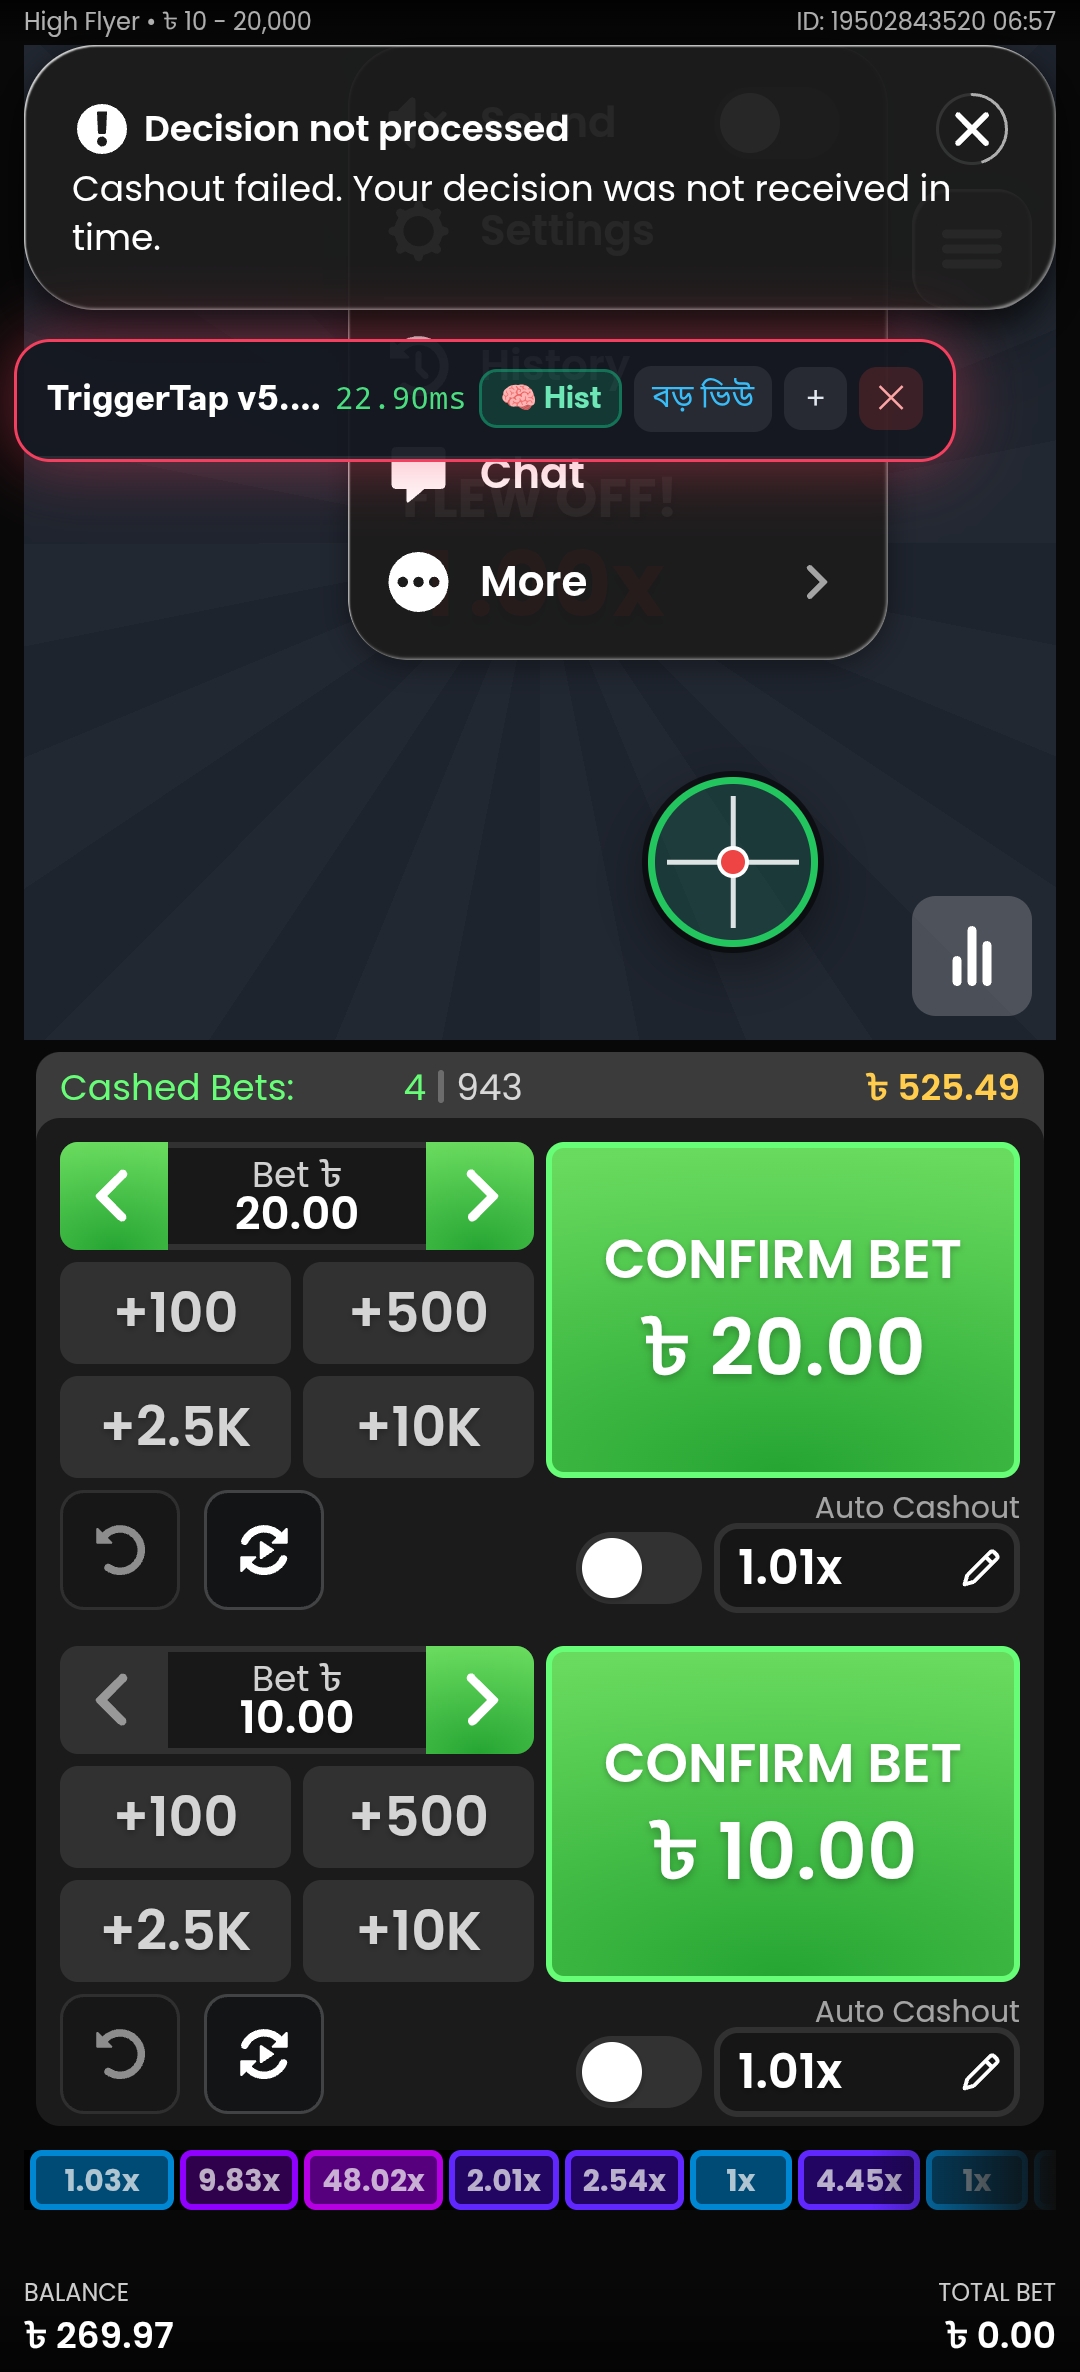 High Flyer • ৳ 10 - 20,000
ID: 19502843520 06:57
Sound
Decision not processed
Cashout failed. Your decision was not received in
time.
Settings
History
TriggerTap v5....
22.90ms
Hist
বড় ভিউ
+
Chat
FLEW OFF!
More
Cashed Bets:
4 | 943
৳ 525.49
Bet ৳
20.00
CONFIRM BET
৳ 20.00
+100
+500
+2.5K
+10K
Auto Cashout
1.01x
Bet ৳
10.00
CONFIRM BET
৳ 10.00
+100
+500
+2.5K
+10K
Auto Cashout
1.01x
1.03x
9.83x
48.02x
2.01x
2.54x
1x
4.45x
1x
BALANCE
৳ 269.97
TOTAL BET
৳ 0.00